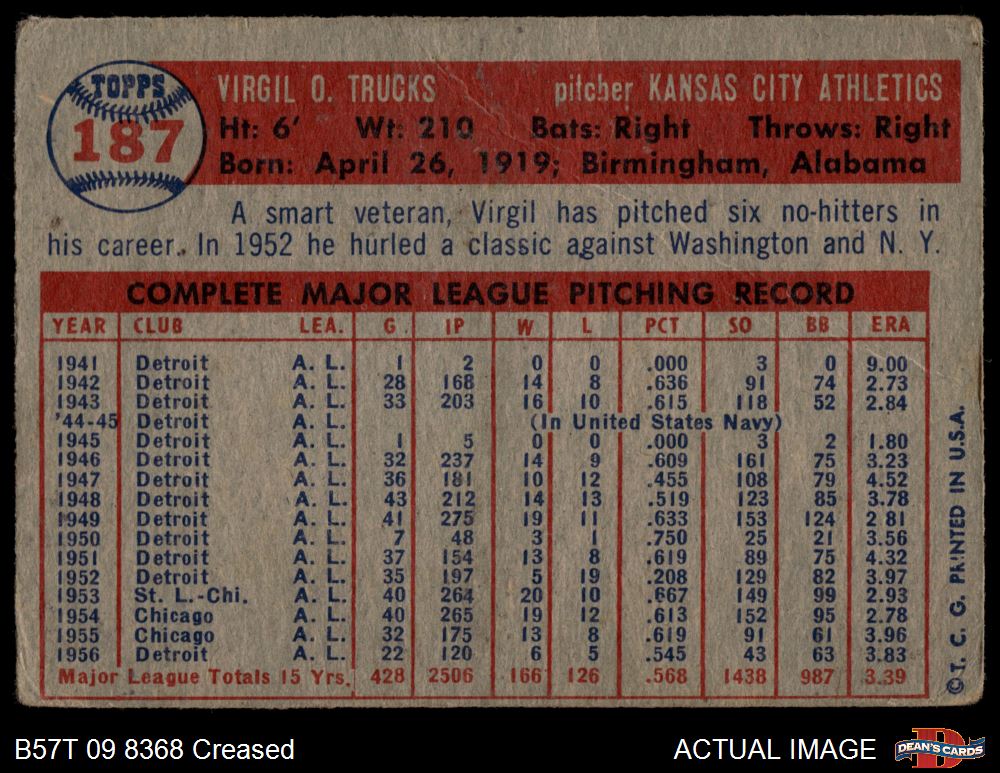 TOPPS
187
VIRGIL O. TRUCKS pitcher KANSAS CITY ATHLETICS
Ht: 6' Wt: 210 Bats: Right Throws: Right
Born: April 26, 1919; Birmingham, Alabama
A smart veteran, Virgil has pitched six no-hitters in
his career. In 1952 he hurled a classic against Washington and N. Y.
COMPLETE MAJOR LEAGUE PITCHING RECORD
YEAR CLUB LEA. G IP W L PCT SO BB ERA
1941 Detroit A. L. 1 2 0 0 .000 3 0 9.00
1942 Detroit A. L. 28 168 14 8 .636 91 74 2.73
1943 Detroit A. L. 33 203 16 10 .615 118 52 2.84
'44-45 Detroit A. L. (In United States Navy)
1945 Detroit A. L. 1 5 0 0 .000 3 2 1.80
1946 Detroit A. L. 32 237 14 9 .609 161 75 3.23
1947 Detroit A. L. 36 181 10 12 .455 108 79 4.52
1948 Detroit A. L. 43 212 14 13 .519 123 85 3.78
1949 Detroit A. L. 41 275 19 11 .633 153 124 2.81
1950 Detroit A. L. 7 48 3 1 .750 25 21 3.56
1951 Detroit A. L. 37 154 13 8 .619 89 75 4.32
1952 Detroit A. L. 35 197 5 19 .208 129 82 3.97
1953 St. L.-Chi. A. L. 40 264 20 10 .667 149 99 2.93
1954 Chicago A. L. 40 265 19 12 .613 152 95 2.78
1955 Chicago A. L. 32 175 13 8 .619 91 61 3.96
1956 Detroit A. L. 22 120 6 5 .545 43 63 3.83
Major League Totals 15 Yrs. 428 2506 166 126 .568 1438 987 3.39
©T. C. G. PRINTED IN U.S.A.
B57T 09 8368 Creased
ACTUAL IMAGE
D
DEAN'S CARDS